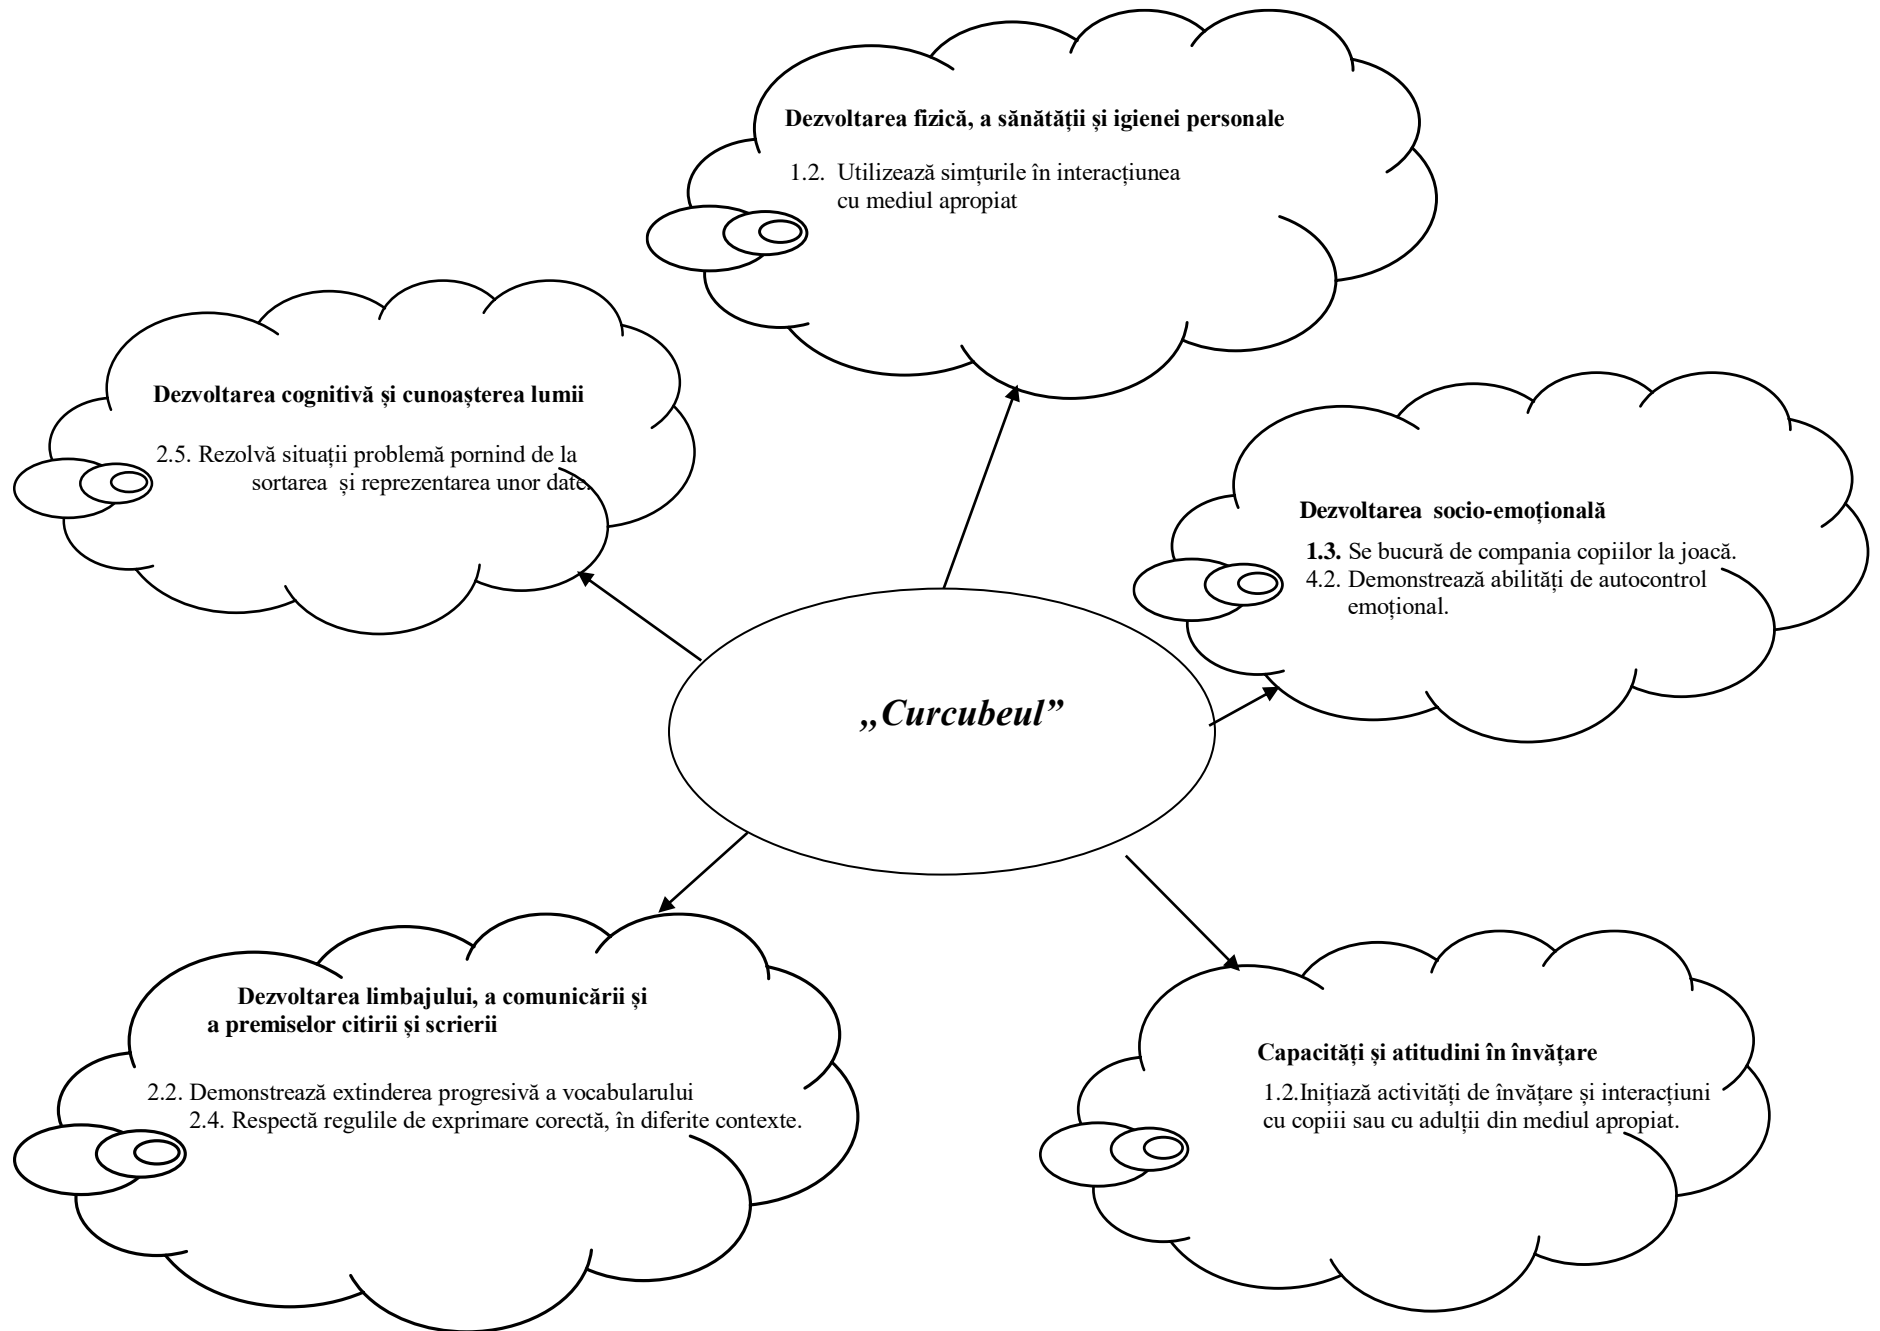 Dezvoltarea fizică, a sănătății și igienei personale
1.2. Utilizează simțurile în interacțiunea
cu mediul apropiat
Dezvoltarea cognitivă și cunoașterea lumii
2.5. Rezolvă situații problemă pornind de la
sortarea și reprezentarea unor date.
Dezvoltarea socio-emoțională
1.3. Se bucură de compania copiilor la joacă.
4.2. Demonstrează abilități de autocontrol
emoțional.
„Curcubeul”
Dezvoltarea limbajului, a comunicării și
a premiselor citirii și scrierii
2.2. Demonstrează extinderea progresivă a vocabularului
2.4. Respectă regulile de exprimare corectă, în diferite contexte.
Capacități și atitudini în învățare
1.2.Inițiază activități de învățare și interacțiuni
cu copiii sau cu adulții din mediul apropiat.